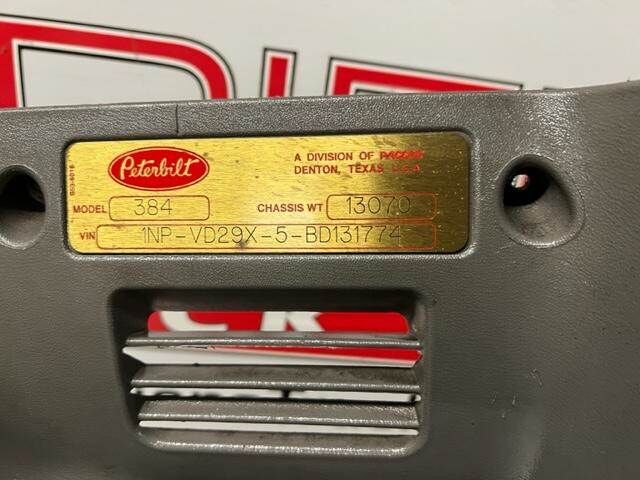 Peterbilt
A DIVISION OF PACCAR
DENTON, TEXAS U.S.A.
MODEL 384 CHASSIS WT 13070
VIN 1NP-VD29X-5-BD131774